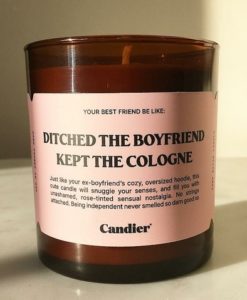 YOUR BEST FRIEND BE LIKE:
DITCHED THE BOYFRIEND
KEPT THE COLOGNE
Just like your ex-boyfriend's cozy, oversized hoodie, this
cute candle will snuggle your senses, and fill you with
unashamed, rose-tinted sensual nostalgia. No strings
attached. Being independent never smelled so darn good
Candier